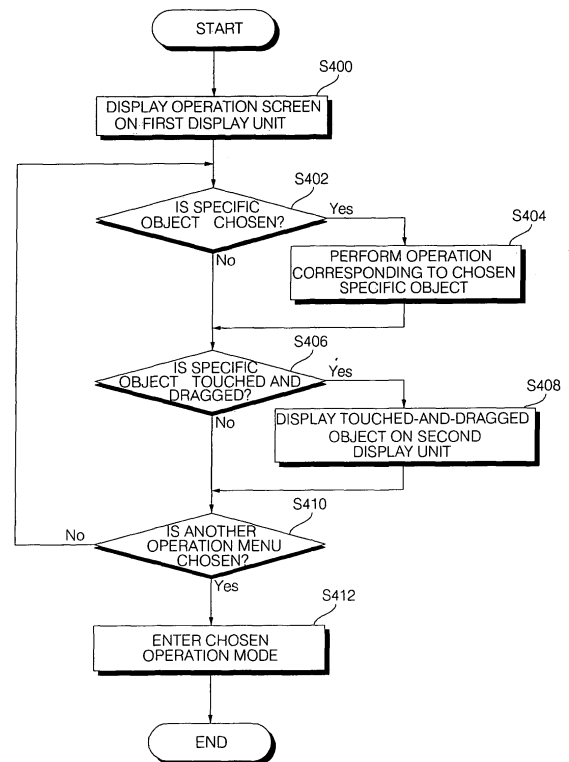 START
S400
DISPLAY OPERATION SCREEN
ON FIRST DISPLAY UNIT
S402
IS SPECIFIC
OBJECT CHOSEN?
Yes
No
S404
PERFORM OPERATION
CORRESPONDING TO CHOSEN
SPECIFIC OBJECT
S406
IS SPECIFIC
OBJECT TOUCHED AND
DRAGGED?
Yes
No
S408
DISPLAY TOUCHED-AND-DRAGGED
OBJECT ON SECOND
DISPLAY UNIT
S410
IS ANOTHER
OPERATION MENU
CHOSEN?
No
Yes
S412
ENTER CHOSEN
OPERATION MODE
END